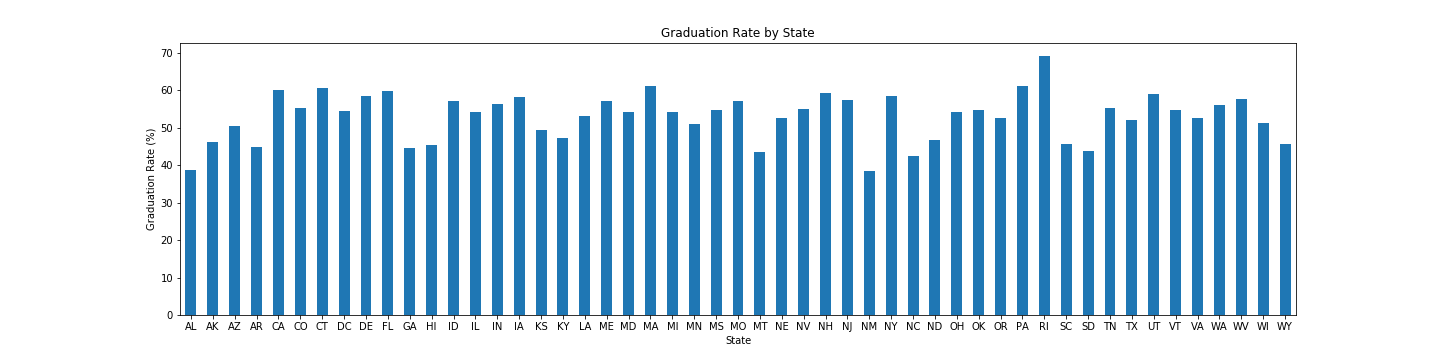 Graduation Rate by State
Graduation Rate (%)
70
60
50
40
30
20
10
0
AL AK AZ AR CA CO CT DC DE FL GA HI ID IL IN IA KS KY LA ME MD MA MI MN MS MO MT NE NV NH NJ NM NY NC ND OH OK OR PA RI SC SD TN TX UT VT VA WA WV WI WY
State